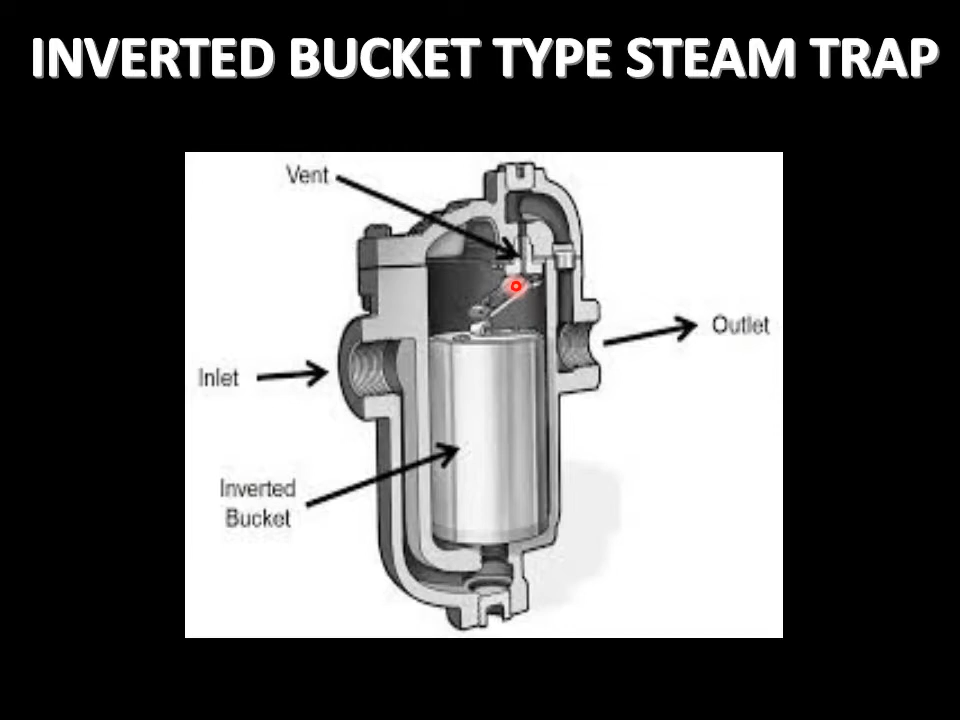 INVERTED BUCKET TYPE STEAM TRAP
Vent
Outlet
Inlet
Inverted
Bucket